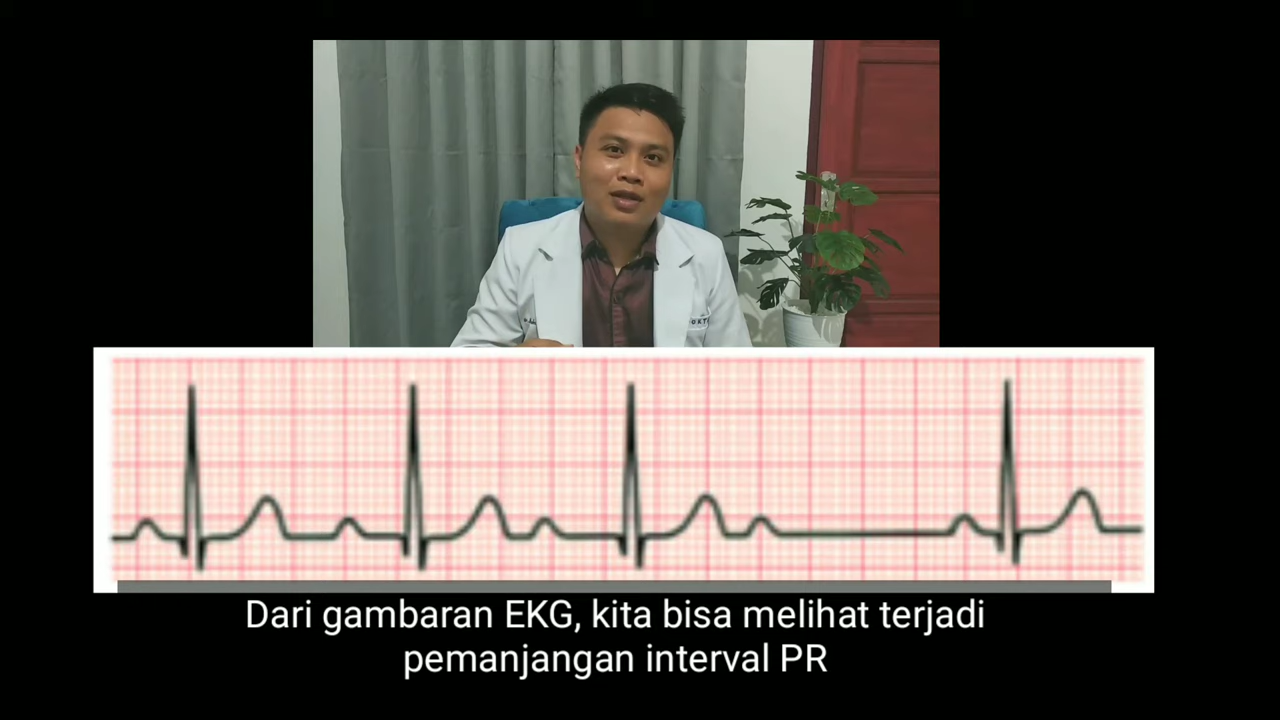 Dari gambaran EKG, kita bisa melihat terjadi
pemanjangan interval PR